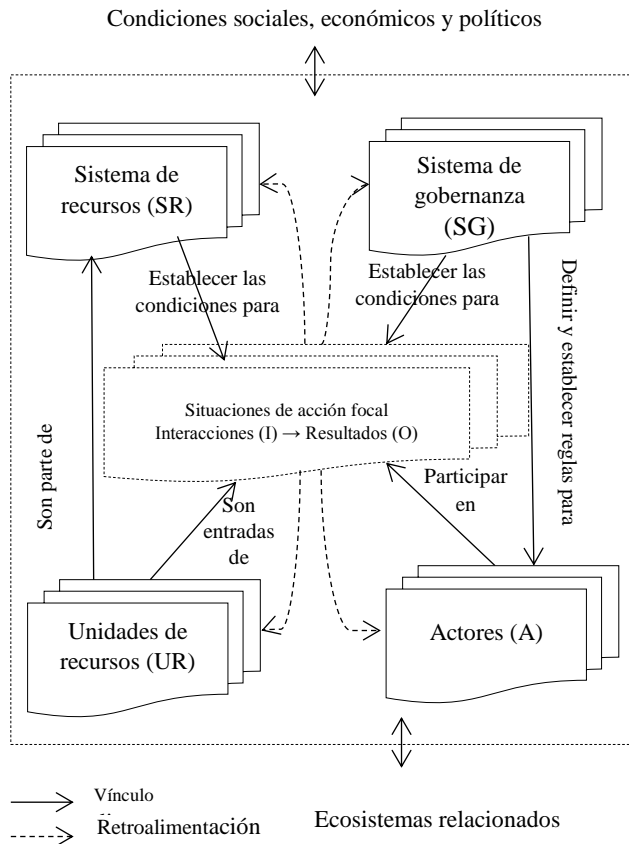 Condiciones sociales, económicos y políticos
Sistema de
recursos (SR)
Sistema de
gobernanza
(SG)
Establecer las
condiciones para
Establecer las
condiciones para
Definir y establecer reglas para
Situaciones de acción focal
Interacciones (I) → Resultados (O)
Son parte de
Son
entradas
de
Participar
en
Unidades de
recursos (UR)
Actores (A)
Vínculo
Retroalimentación
Ecosistemas relacionados